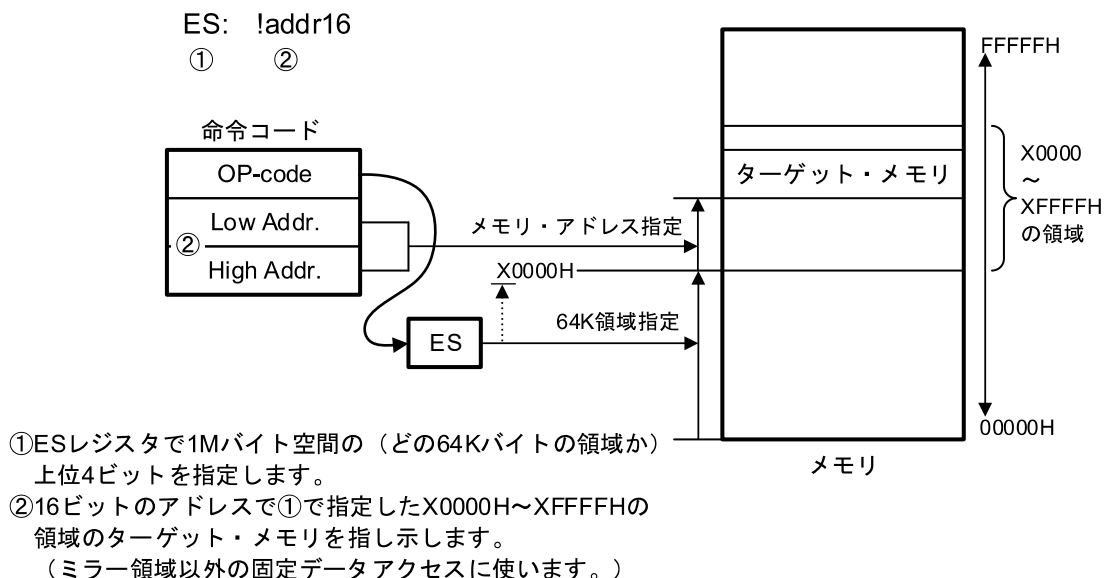 ES: !addr16
① ②
命令コード
OP-code
Low Addr.
②
High Addr.
ES
メモリ・アドレス指定
X0000H
64K領域指定
ターゲット・メモリ
FFFFFH
X0000
～
XFFFFH
の領域
00000H
メモリ
①ESレジスタで1Mバイト空間の（どの64Kバイトの領域か）
上位4ビットを指定します。
②16ビットのアドレスで①で指定したX0000H～XFFFFHの
領域のターゲット・メモリを指し示します。
（ミラー領域以外の固定データアクセスに使います。）